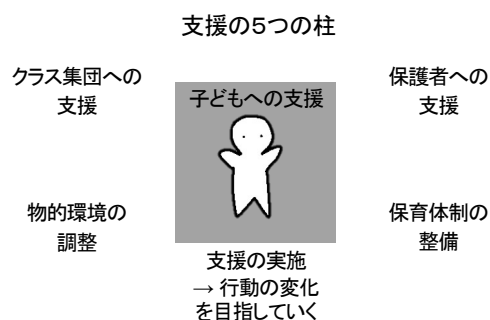 支援の5つの柱
クラス集団への
支援
子どもへの支援
保護者への
支援
物的環境の
調整
保育体制の
整備
支援の実施
→ 行動の変化
を目指していく